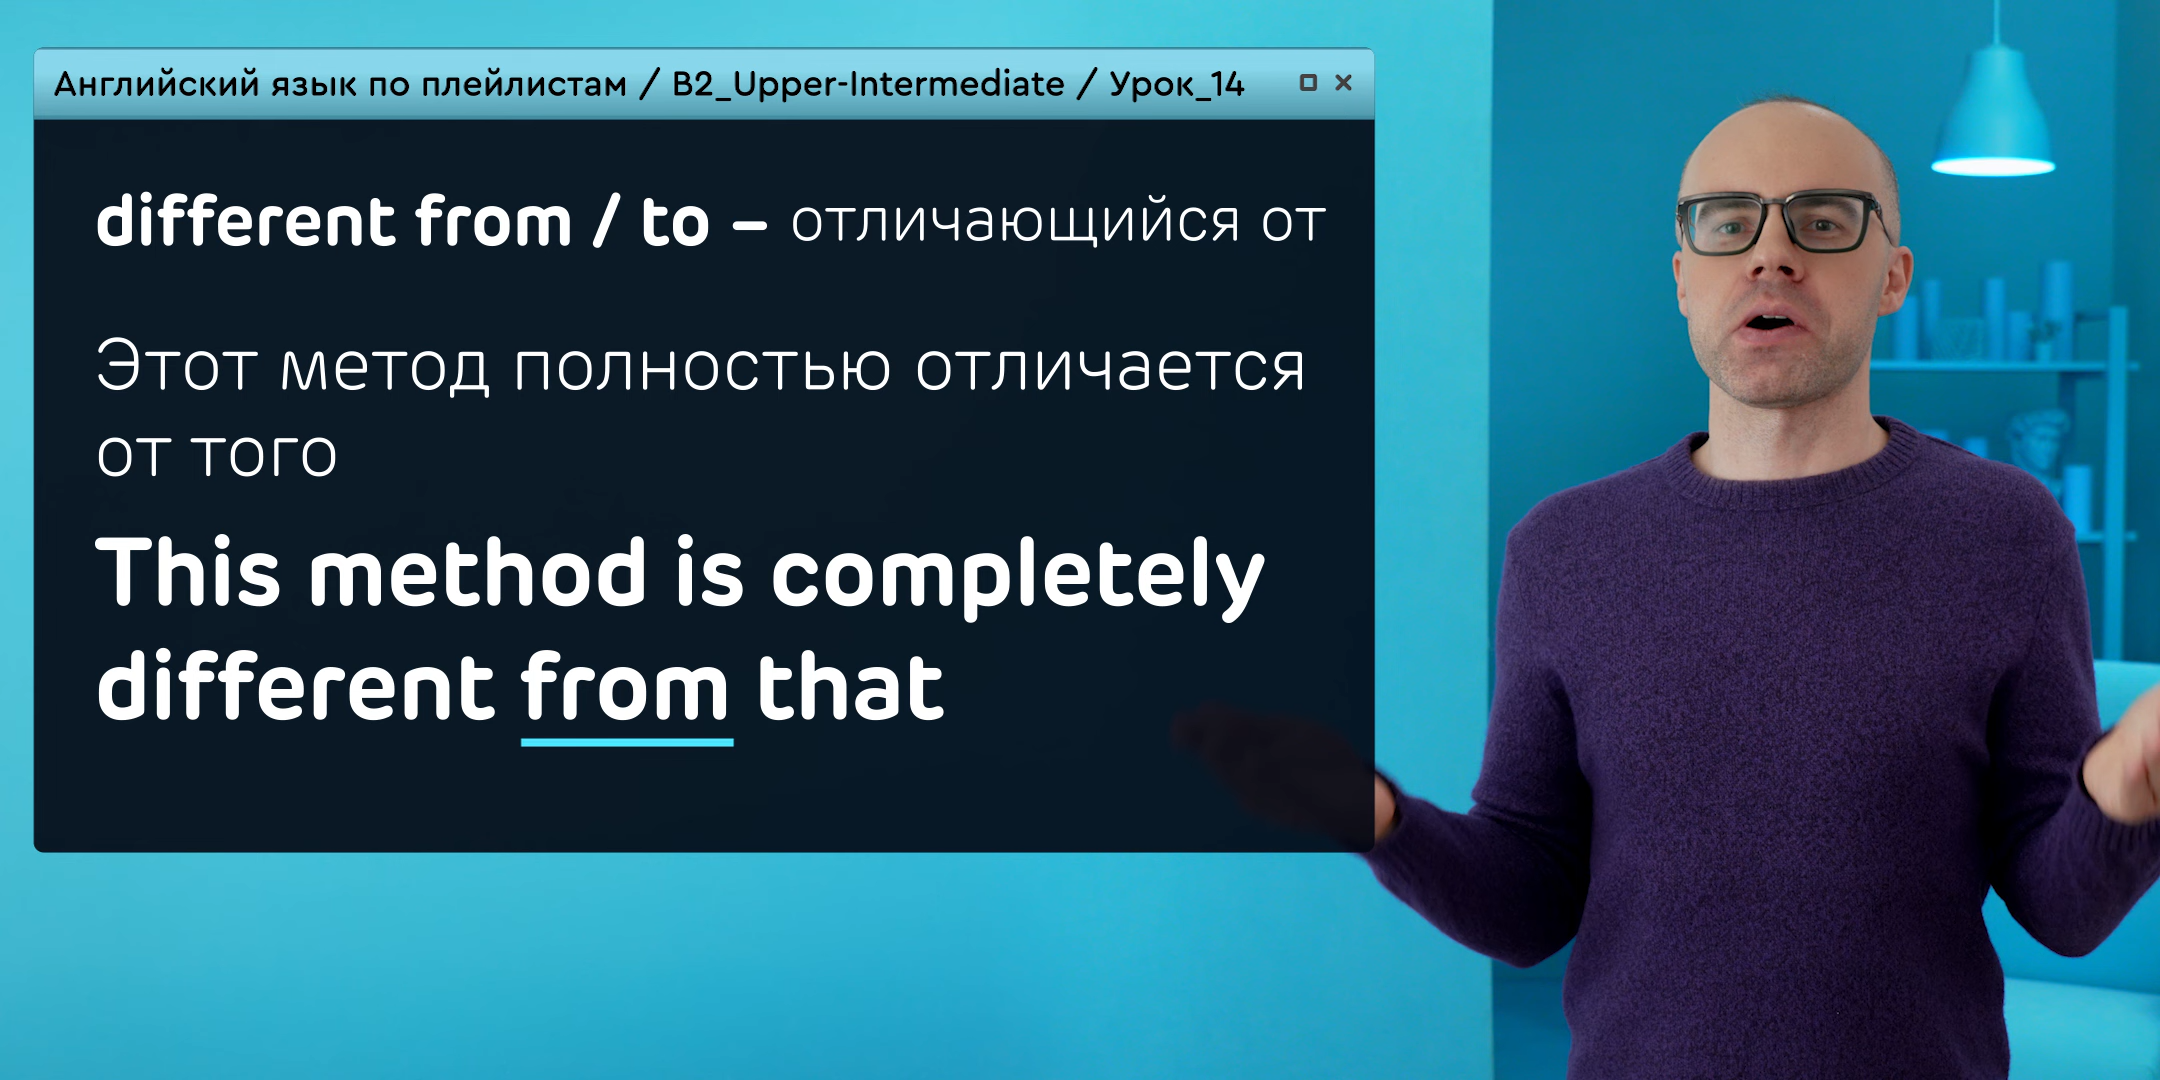 Английский язык по плейлистам / B2_Upper-Intermediate / Урок_14
different from / to – отличающийся от
Этот метод полностью отличается
от того
This method is completely
different from that